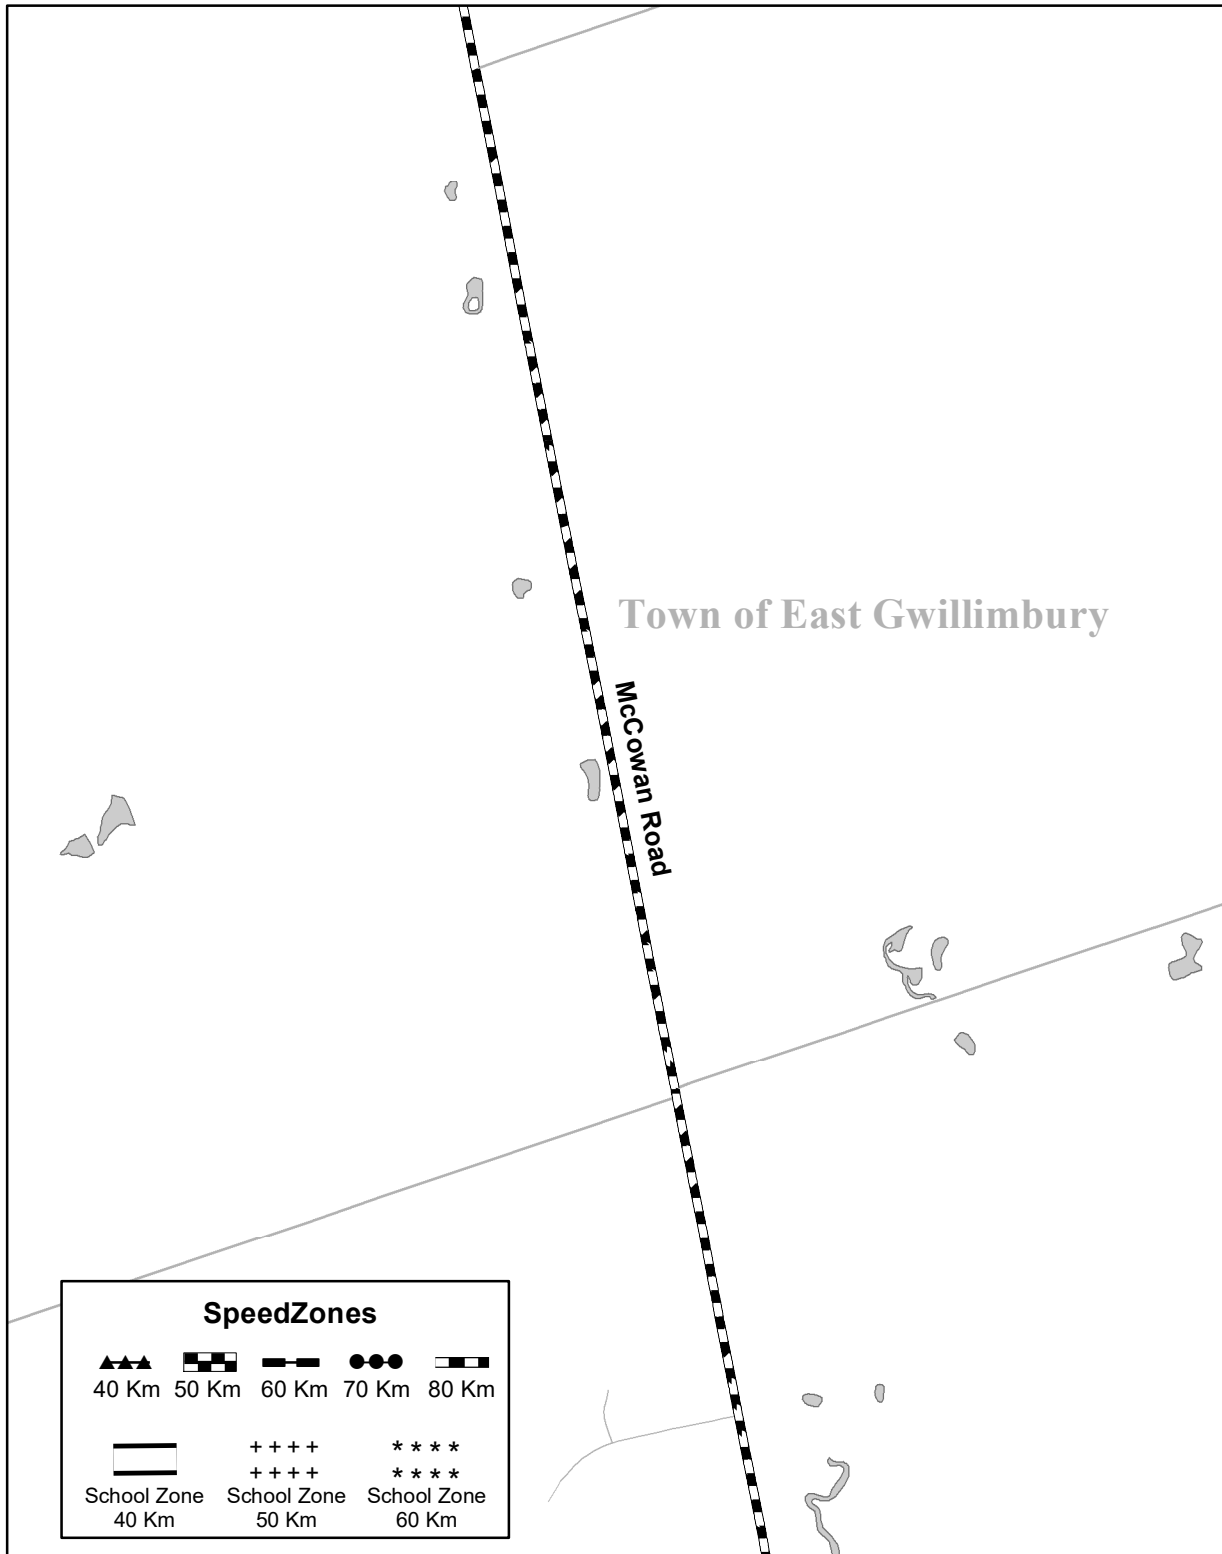 Town of East Gwillimbury
McCowan Road
SpeedZones
40 Km 50 Km 60 Km 70 Km 80 Km
School Zone School Zone School Zone
40 Km 50 Km 60 Km